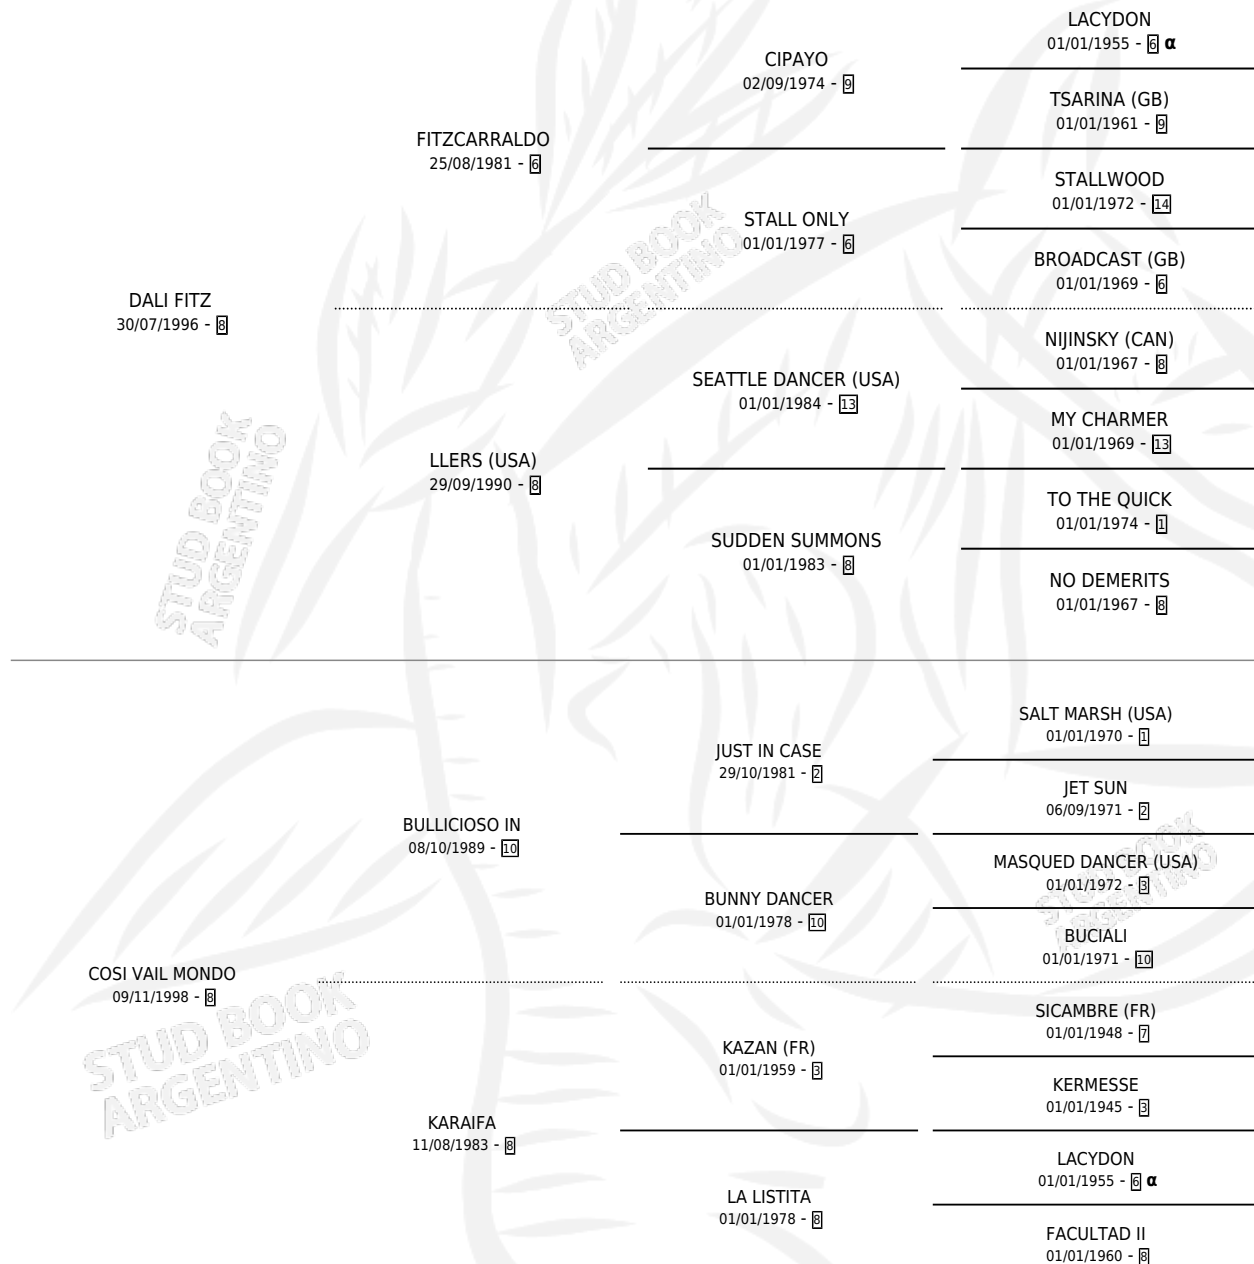 LACYDON
01/01/1955 - 6 α
CIPAYO
02/09/1974 - 9
TSARINA (GB)
01/01/1961 - 9
FITZCARRALDO
25/08/1981 - 6
STALLWOOD
01/01/1972 - 14
STALL ONLY
01/01/1977 - 6
BROADCAST (GB)
01/01/1969 - 6
DALI FITZ
30/07/1996 - 8
NIJINSKY (CAN)
01/01/1967 - 8
SEATTLE DANCER (USA)
01/01/1984 - 13
MY CHARMER
01/01/1969 - 13
LLERS (USA)
29/09/1990 - 8
TO THE QUICK
01/01/1974 - 1
SUDDEN SUMMONS
01/01/1983 - 8
NO DEMERITS
01/01/1967 - 8
SALT MARSH (USA)
01/01/1970 - 1
JUST IN CASE
29/10/1981 - 2
JET SUN
06/09/1971 - 2
BULLICIOSO IN
08/10/1989 - 10
MASQUED DANCER (USA)
01/01/1972 - 3
BUNNY DANCER
01/01/1978 - 10
BUCIALI
01/01/1971 - 10
COSI VAIL MONDO
09/11/1998 - 8
SICAMBRE (FR)
01/01/1948 - 7
KAZAN (FR)
01/01/1959 - 3
KERMESSE
01/01/1945 - 3
KARAIFA
11/08/1983 - 8
LACYDON
01/01/1955 - 6 α
LA LISTITA
01/01/1978 - 8
FACULTAD II
01/01/1960 - 8
STUD BOOK
ARGENTINO
STUD BOOK
ARGENTINO
STUD BOOK
ARGENTINO
STUD BOOK
ARGENTINO